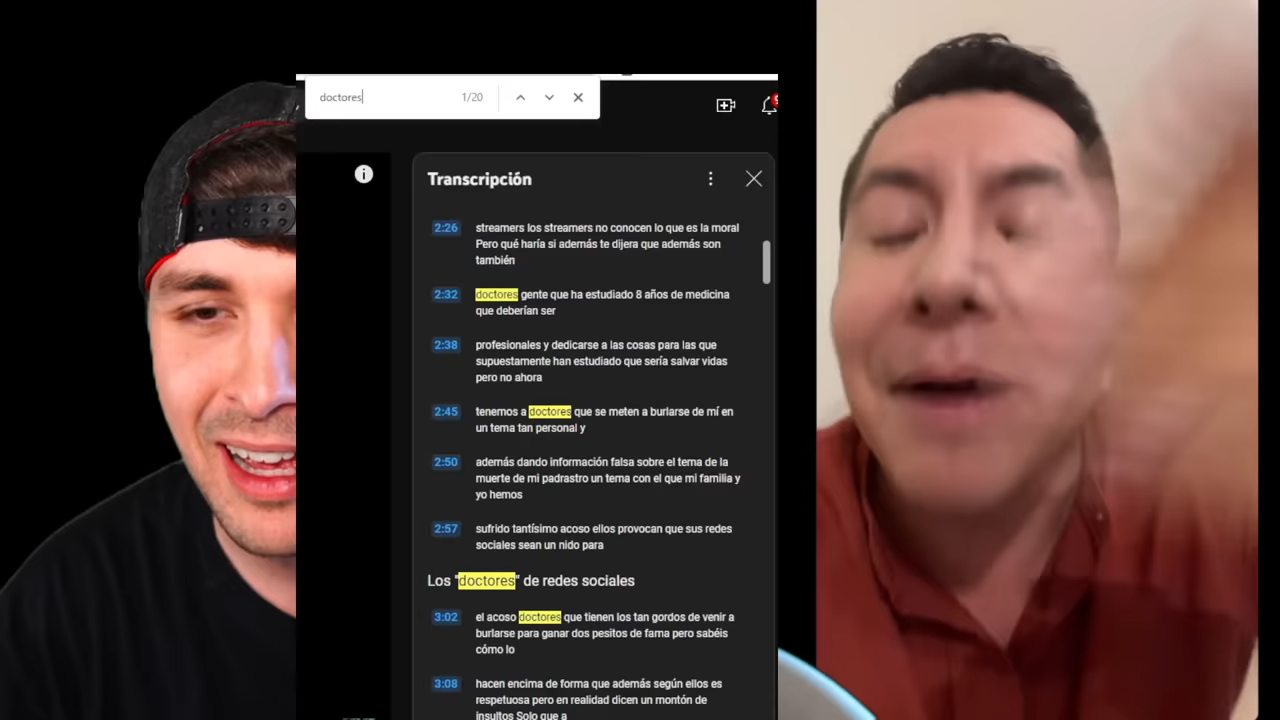 doctores
1/20
Transcripción
2:26
streamers los streamers no conocen lo que es la moral
Pero qué haría si además te dijera que además son
también
2:32
doctores gente que ha estudiado 8 años de medicina
que deberían ser
2:38
profesionales y dedicarse a las cosas para las que
supuestamente han estudiado que sería salvar vidas
pero no ahora
2:45
tenemos a doctores que se meten a burlarse de mí en
un tema tan personal y
2:50
además dando información falsa sobre el tema de la
muerte de mi padrastro un tema con el que mi familia y
yo hemos
2:57
sufrido tantísimo acoso ellos provocan que sus redes
sociales sean un nido para
Los "doctores" de redes sociales
3:02
el acoso doctores que tienen los tan gordos de venir a
burlarse para ganar dos pesitos de fama pero sabéis
cómo lo
3:08
hacen encima de forma que además según ellos es
respetuosa pero en realidad dicen un montón de
insultos Solo que a